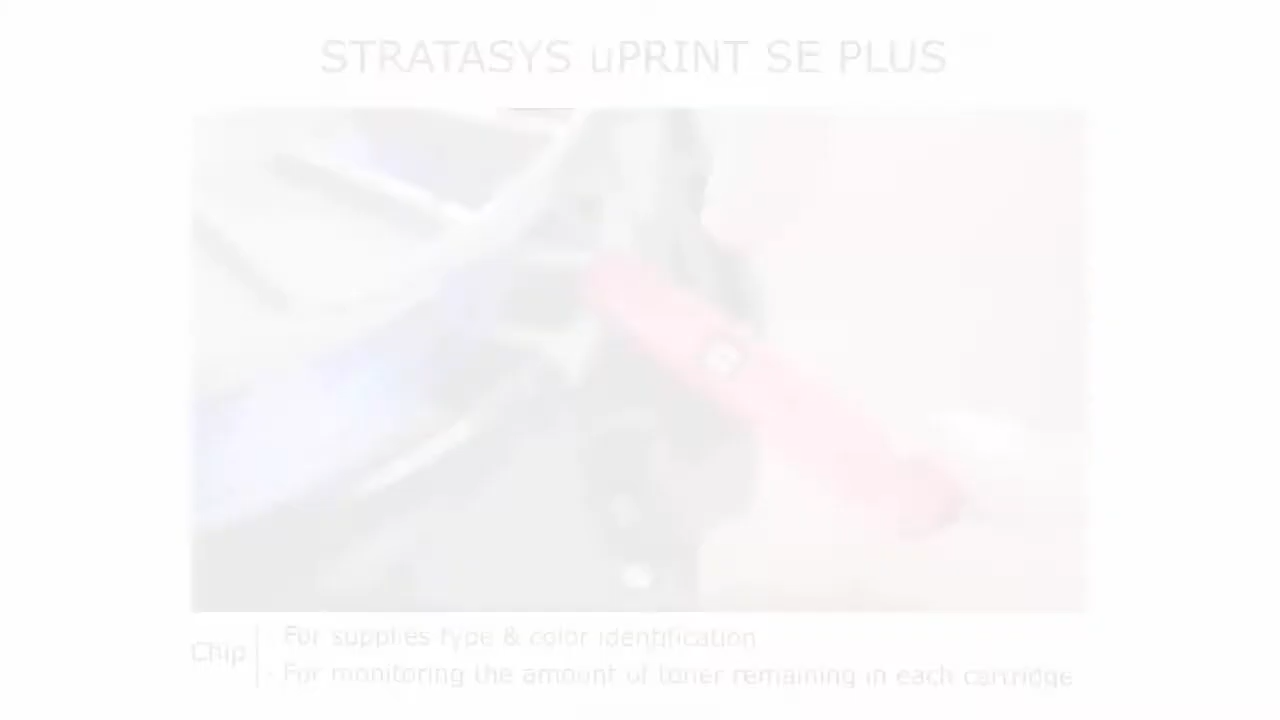 STRATASYS uPRINT SE PLUS
Chip
- For supplies type & color identification
- For monitoring the amount of toner remaining in each cartridge